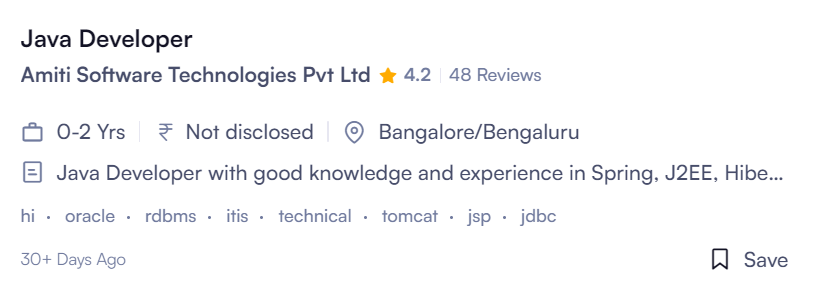 Java Developer
Amiti Software Technologies Pvt Ltd 4.2 48 Reviews
0-2 Yrs ₹ Not disclosed Bangalore/Bengaluru
Java Developer with good knowledge and experience in Spring, J2EE, Hibe...
hi · oracle · rdbms · itis · technical · tomcat · jsp · jdbc
30+ Days Ago Save